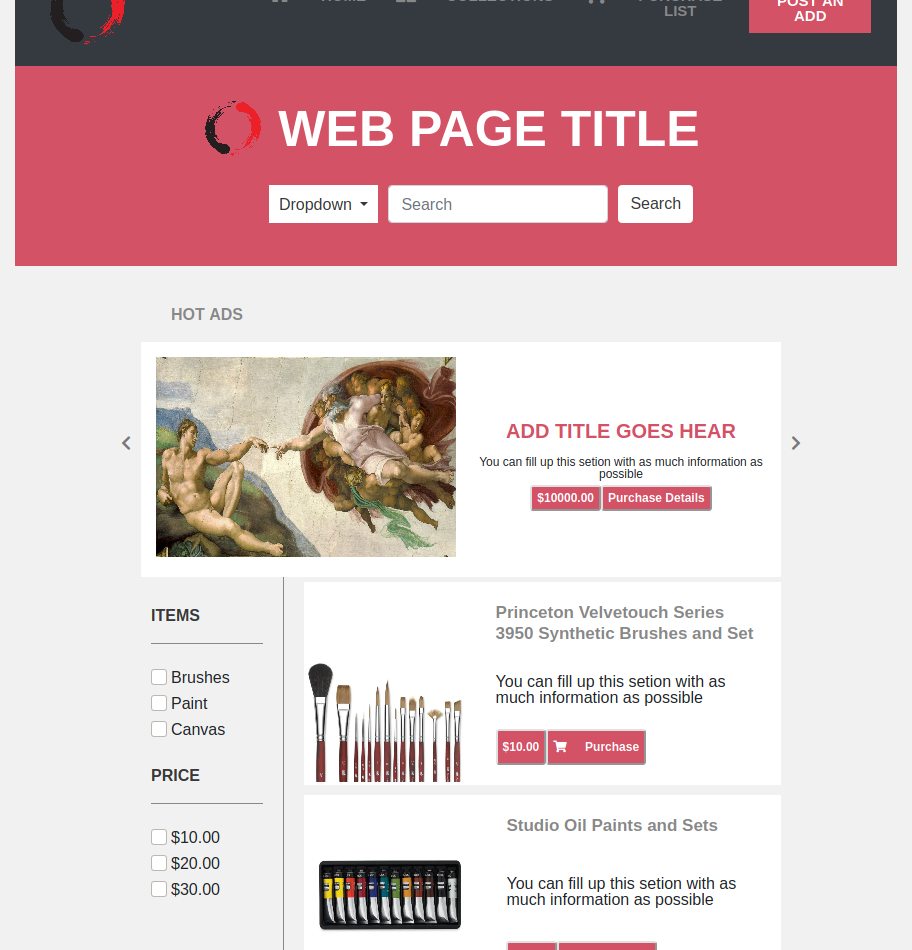 HOME COLLECTIONS PURCHASE LIST POST AN ADD
WEB PAGE TITLE
Dropdown Search Search
HOT ADS
ADD TITLE GOES HEAR
You can fill up this setion with as much information as
possible
$10000.00 Purchase Details
ITEMS
Brushes
Paint
Canvas
PRICE
$10.00
$20.00
$30.00
Princeton Velvetouch Series
3950 Synthetic Brushes and Set
You can fill up this setion with as
much information as possible
$10.00 Purchase
Studio Oil Paints and Sets
You can fill up this setion with as
much information as possible